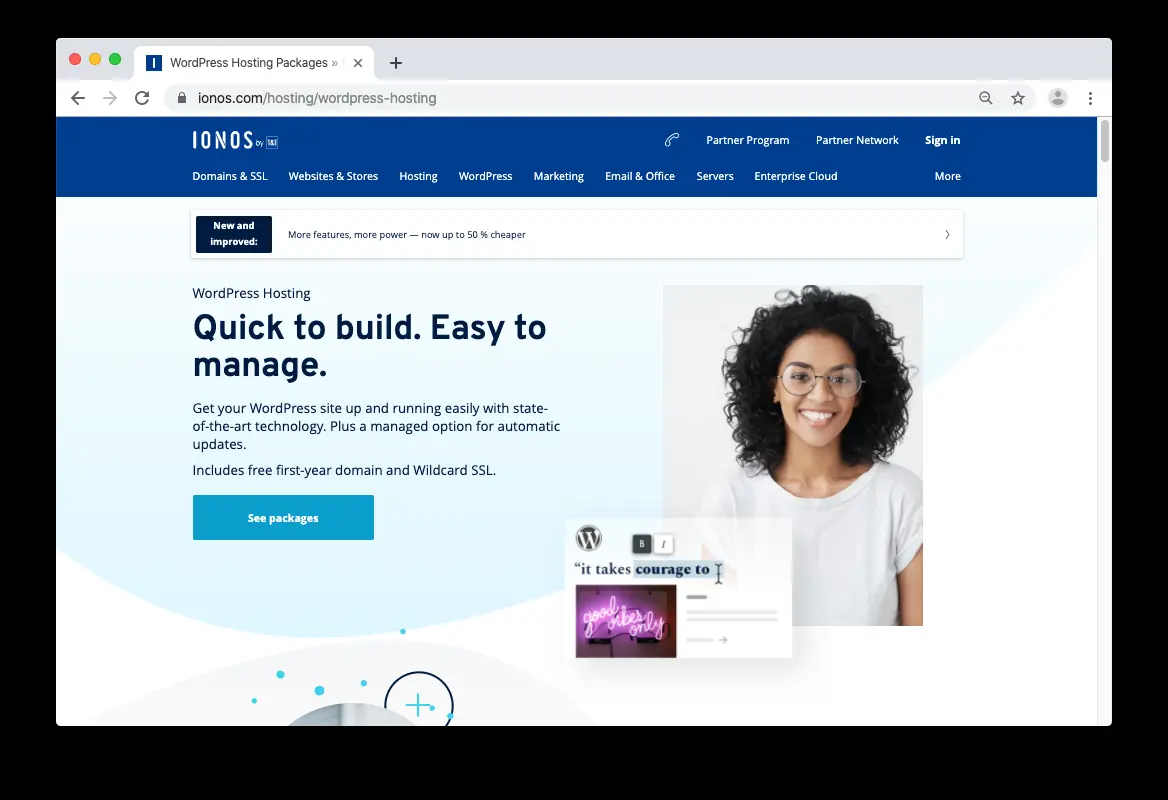 WordPress Hosting Packages »
ionos.com/hosting/wordpress-hosting
IONOS by 1&1
Partner Program
Partner Network
Sign in
Domains & SSL
Websites & Stores
Hosting
WordPress
Marketing
Email & Office
Servers
Enterprise Cloud
More
New and
improved:
More features, more power — now up to 50 % cheaper
WordPress Hosting
Quick to build. Easy to
manage.
Get your WordPress site up and running easily with state-
of-the-art technology. Plus a managed option for automatic
updates.
Includes free first-year domain and Wildcard SSL.
See packages
B I
“it takes courage to
good
vibes
only